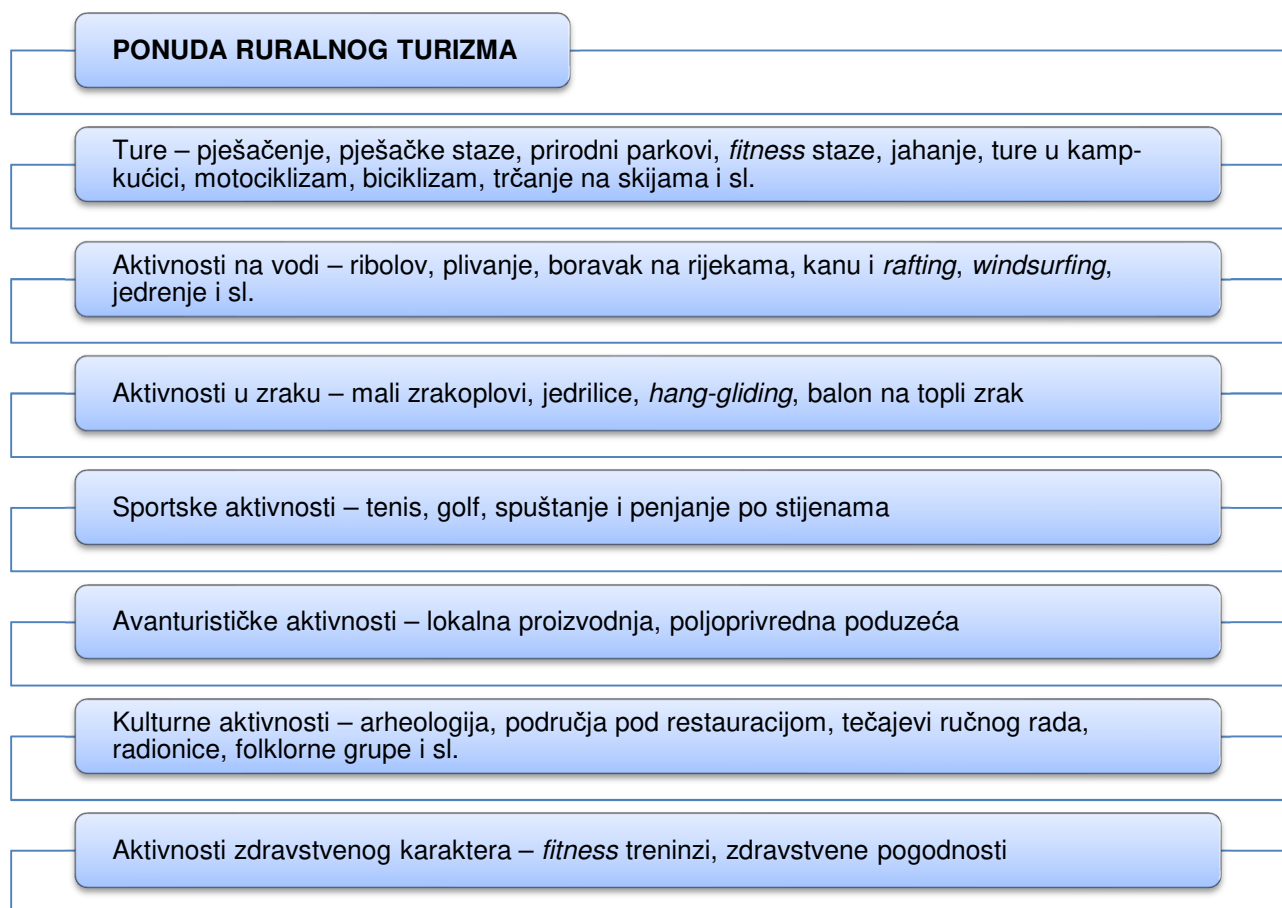 PONUDA RURALNOG TURIZMA
Ture – pješačenje, pješačke staze, prirodni parkovi, fitness staze, jahanje, ture u kamp-
kućici, motociklizam, biciklizam, trčanje na skijama i sl.
Aktivnosti na vodi – ribolov, plivanje, boravak na rijekama, kanu i rafting, windsurfing,
jedrenje i sl.
Aktivnosti u zraku – mali zrakoplovi, jedrilice, hang-gliding, balon na topli zrak
Sportske aktivnosti – tenis, golf, spuštanje i penjanje po stijenama
Avanturističke aktivnosti – lokalna proizvodnja, poljoprivredna poduzeća
Kulturne aktivnosti – arheologija, područja pod restauracijom, tečajevi ručnog rada,
radionice, folklorne grupe i sl.
Aktivnosti zdravstvenog karaktera – fitness treninzi, zdravstvene pogodnosti